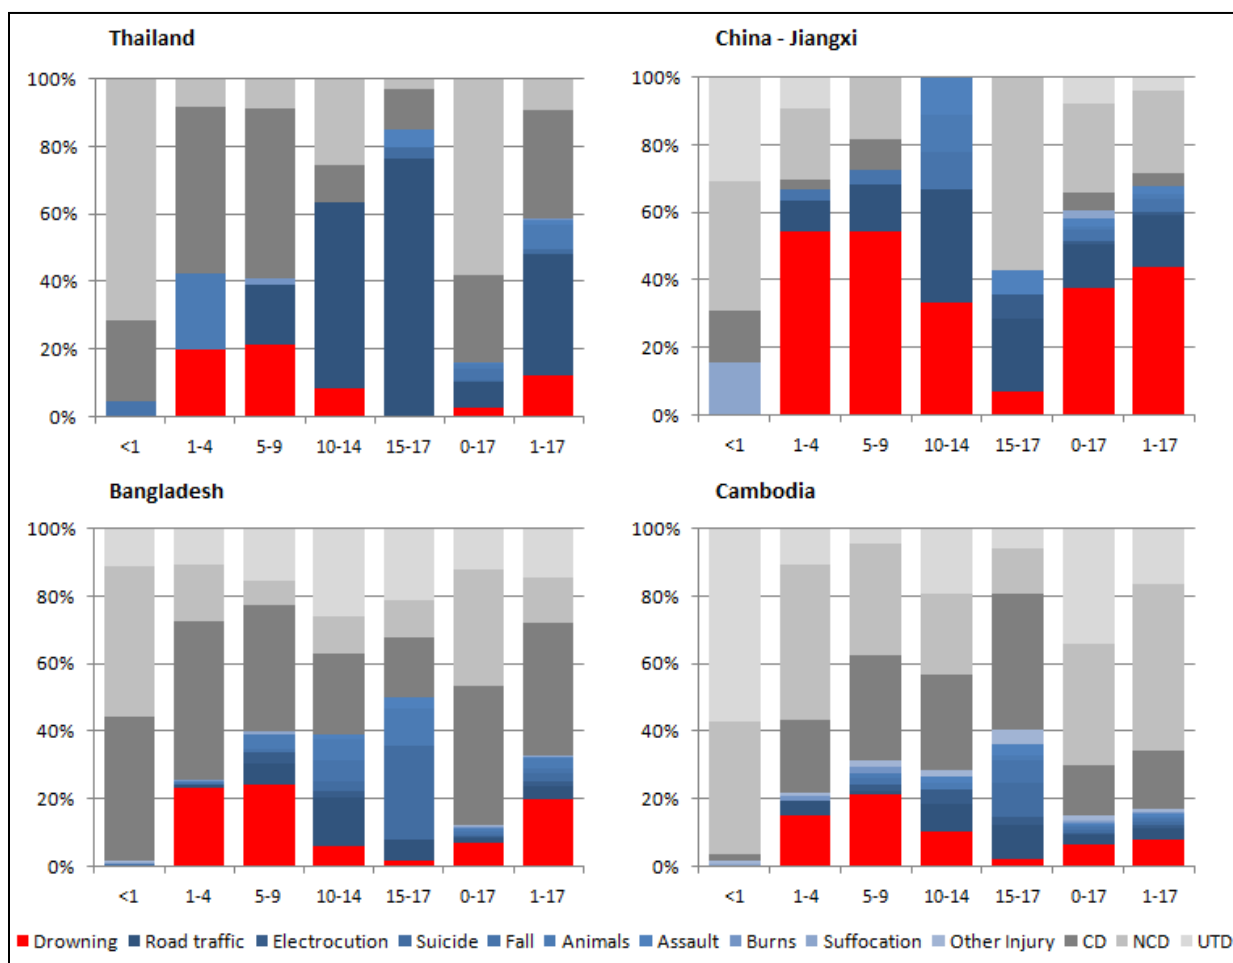 Thailand
China - Jiangxi
100%
80%
60%
40%
20%
0%
<1 1-4 5-9 10-14 15-17 0-17 1-17
100%
80%
60%
40%
20%
0%
<1 1-4 5-9 10-14 15-17 0-17 1-17
Bangladesh
Cambodia
100%
80%
60%
40%
20%
0%
<1 1-4 5-9 10-14 15-17 0-17 1-17
100%
80%
60%
40%
20%
0%
<1 1-4 5-9 10-14 15-17 0-17 1-17
Drowning Road traffic Electrocution Suicide Fall Animals Assault Burns Suffocation Other Injury CD NCD UTD